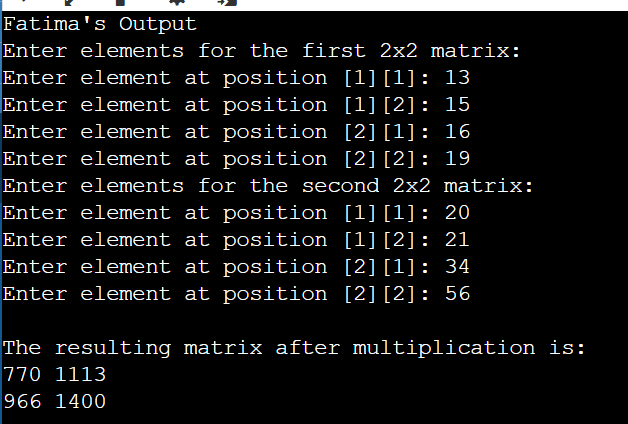 Fatima's Output
Enter elements for the first 2x2 matrix:
Enter element at position [1][1]: 13
Enter element at position [1][2]: 15
Enter element at position [2][1]: 16
Enter element at position [2][2]: 19
Enter elements for the second 2x2 matrix:
Enter element at position [1][1]: 20
Enter element at position [1][2]: 21
Enter element at position [2][1]: 34
Enter element at position [2][2]: 56

The resulting matrix after multiplication is:
770 1113
966 1400